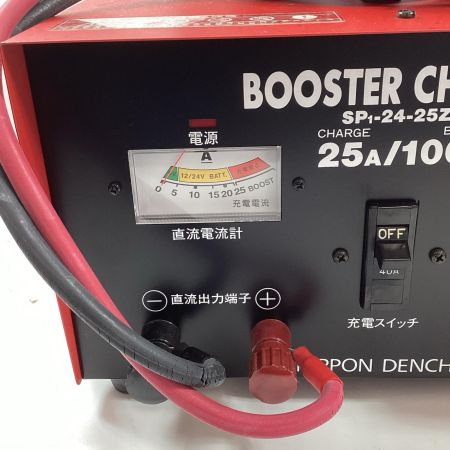 BOOSTER CH
SP1-24-25Z
電源
CHARGE
25A/100
A
12/24V BATT.
0 5 10 15 20 25 BOOST
充電電流
直流電流計
OFF
40A
− 直流出力端子 +
充電スイッチ
PPON DENCH